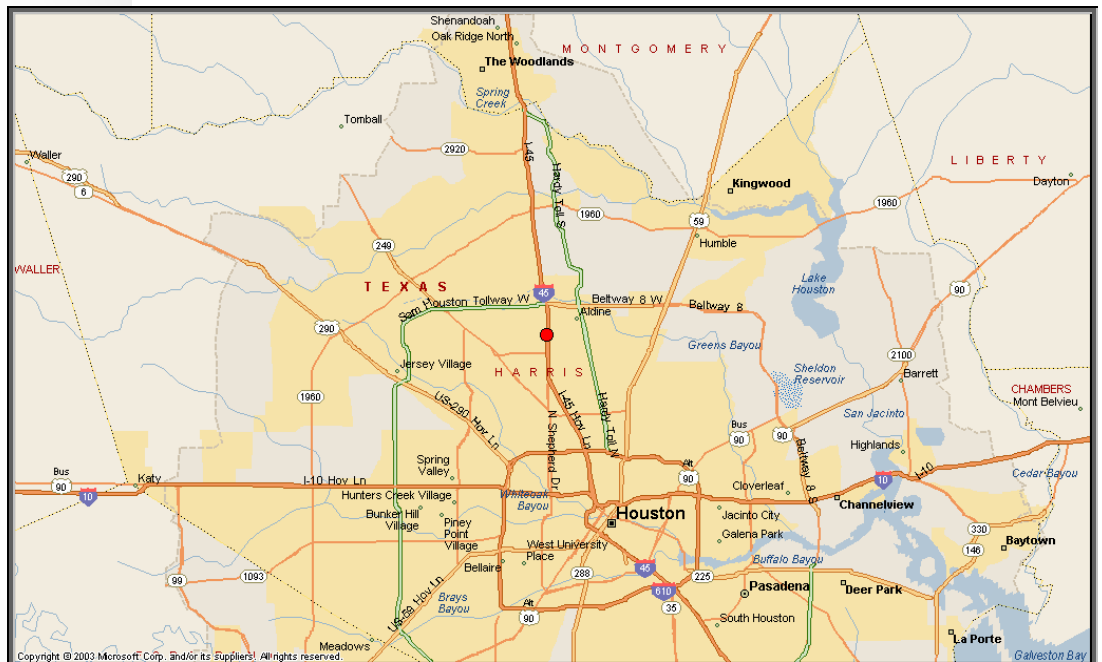 Shenandoah
Oak Ridge North
MONTGOMERY
The Woodlands
Spring
Creek
Tomball
Waller
290
6
2920
I-45
Hardy Toll S
LIBERTY
Dayton
Kingwood
1960
59
1960
Humble
249
WALLER
TEXAS
45
Lake
Houston
90
Sam Houston Tollway W
Beltway 8 W
Beltway 8
Aldine
290
Greens Bayou
Jersey Village
HARRIS
Sheldon
Reservoir
2100
Barrett
CHAMBERS
Mont Belvieu
1960
US-290 Hov Ln
N Shepherd Dr
I-45 Hov Ln
Hardy Toll N
San Jacinto
Bus
90
90
Beltway 8 S
Highlands
Spring
Valley
Alt
90
Bus
90
Katy
10
I-10 Hov Ln
Cloverleaf
10
I-10
Cedar Bayou
Hunters Creek Village
Whiteoak
Bayou
Bunker Hill
Village
Piney
Point
Village
Houston
Jacinto City
Channelview
Galena Park
330
West University
Place
Buffalo Bayou
146
Baytown
Bellaire
99
1093
288
45
225
610
35
Pasadena
Deer Park
Brays
Bayou
US-59 Hov Ln
Alt
90
South Houston
Meadows
La Porte
Galveston Bay
Copyright © 2003 Microsoft Corp. and/or its suppliers. All rights reserved.